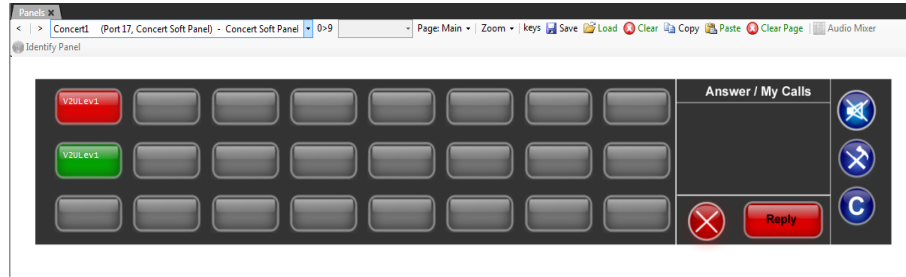 Panels x
< > Concert1 (Port 17, Concert Soft Panel) - Concert Soft Panel 0>9 Page: Main Zoom keys Save Load Clear Copy Paste Clear Page Audio Mixer
Identify Panel
Answer / My Calls
V2ULev1
V2ULev1
C
Reply